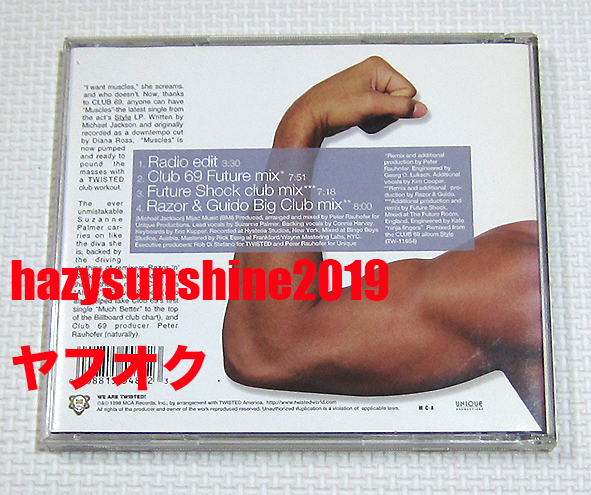 "I want muscles," she screams,
and who doesn't. Now, thanks
to CLUB 69, anyone can have
"Muscles"-the latest single from
the act's Style LP. Written by
Michael Jackson and originally
recorded as a downtempo cut
by Diana Ross, "Muscles" is
now pumped
and ready to
pound the
masses with
a TWISTED
club workout.
The ever
unmistakable
Suzanne
Palmer car-
ries on like
the diva she
is, backed by
the driving
rhythm of remixers Razor 'n'
helped take Club 69's first
single "Much Better" to the
top of the Billboard club chart), and
Club 69 producer Peter
Rauhofer (naturally).
1. Radio edit 3:30
2. Club 69 Future mix* 7:51
3. Future Shock club mix*** 7:18
4. Razor & Guido Big Club mix** 8:00
(Michael Jackson) Mijac Music (BMI) Produced, arranged and mixed by Peter Rauhofer for
Unique Productions. Lead vocals by Suzanne Palmer. Backing vocals by Connie Harvey.
Keyboards by Eric Kupper. Recorded at Hysteria Studios, New York. Mixed at Bingo Boys
Studios, Austria. Mastered by Rick Essig at Frankford/Wayne Mastering Labs, NYC.
Executive producers: Rob Di Stefano for TWISTED and Peter Rauhofer for Unique
*Remix and additional
production by Peter
Rauhofer. Engineered by
Georg O. Luksch. Additional
vocals by Kim Cooper.
**Remix and additional pro-
duction by Razor & Guido.
***Additional production and
remix by Future Shock.
Mixed at The Future Room,
England. Engineered by Kafe
"ninja fingers". Remixed from
the CLUB 69 album Style
(TW-11654)
hazysunshine2019
ヤフオク
WE ARE TWISTED!
℗&© 1998 MCA Records, Inc., by arrangement with TWISTED America. http://www.twistedworld.com
All rights of the producer and owner of the work reproduced reserved. Unauthorized duplication is a violation of applicable laws.
MCA
UNIQUE
PRODUCTIONS